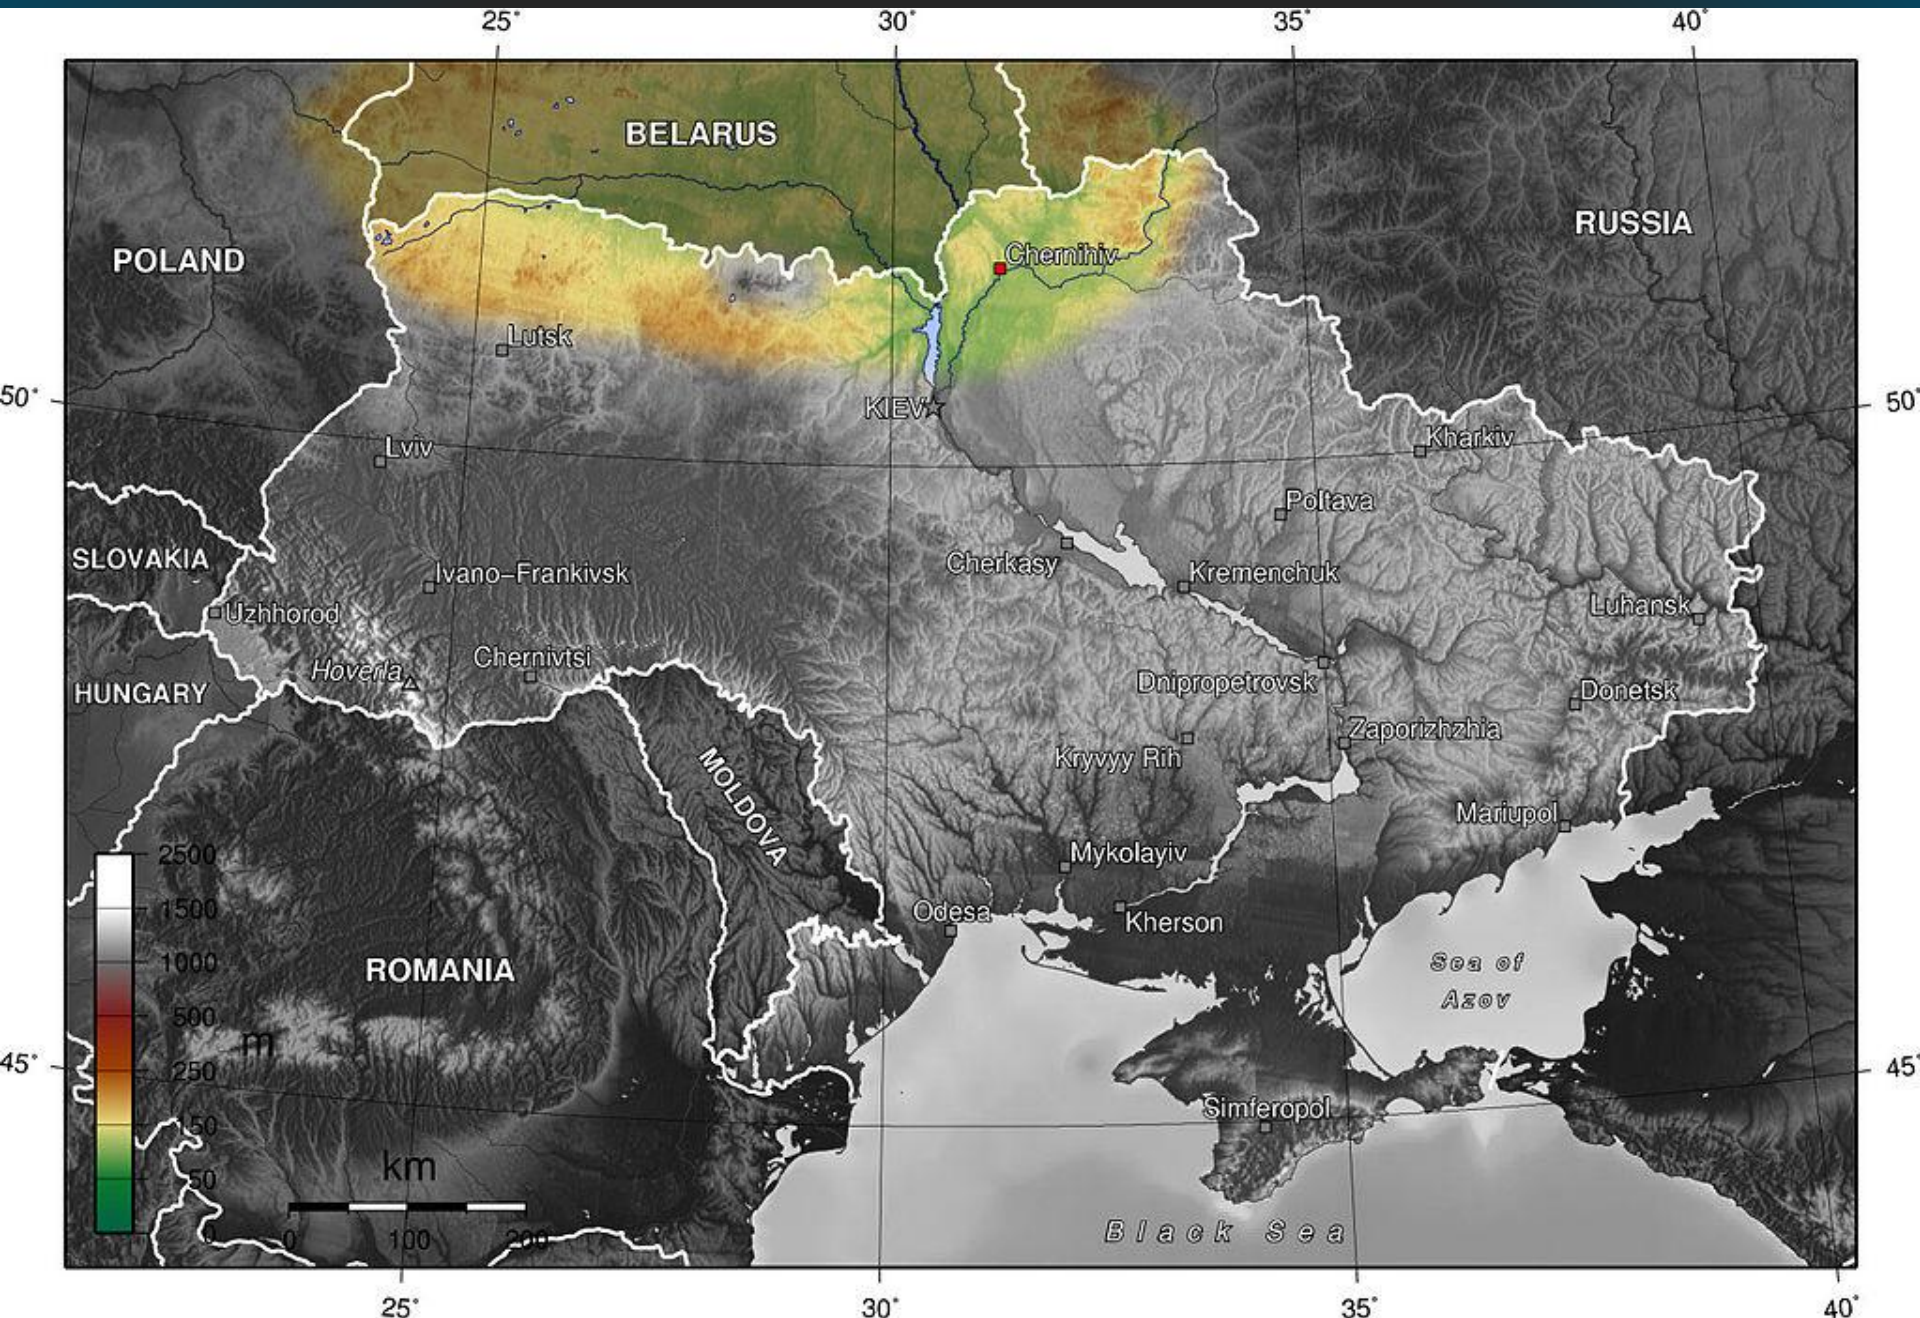 25° 30° 35° 40°
BELARUS
RUSSIA
POLAND
Chernihiv
Lutsk
50° 50°
KIEV
Kharkiv
Lviv
Poltava
SLOVAKIA
Cherkasy
Ivano-Frankivsk
Kremenchuk
Uzhhorod
Luhansk
Chernivtsi
Hoverla
HUNGARY
Dnipropetrovsk
Donetsk
Zaporizhzhia
Kryvyy Rih
MOLDOVA
Mariupol
2500
Mykolayiv
1500
Odesa
Kherson
1000
ROMANIA
Sea of
Azov
500
m
45° 45°
250
Simferopol
50
km
50
0
0 100 200
Black Sea
25° 30° 35° 40°